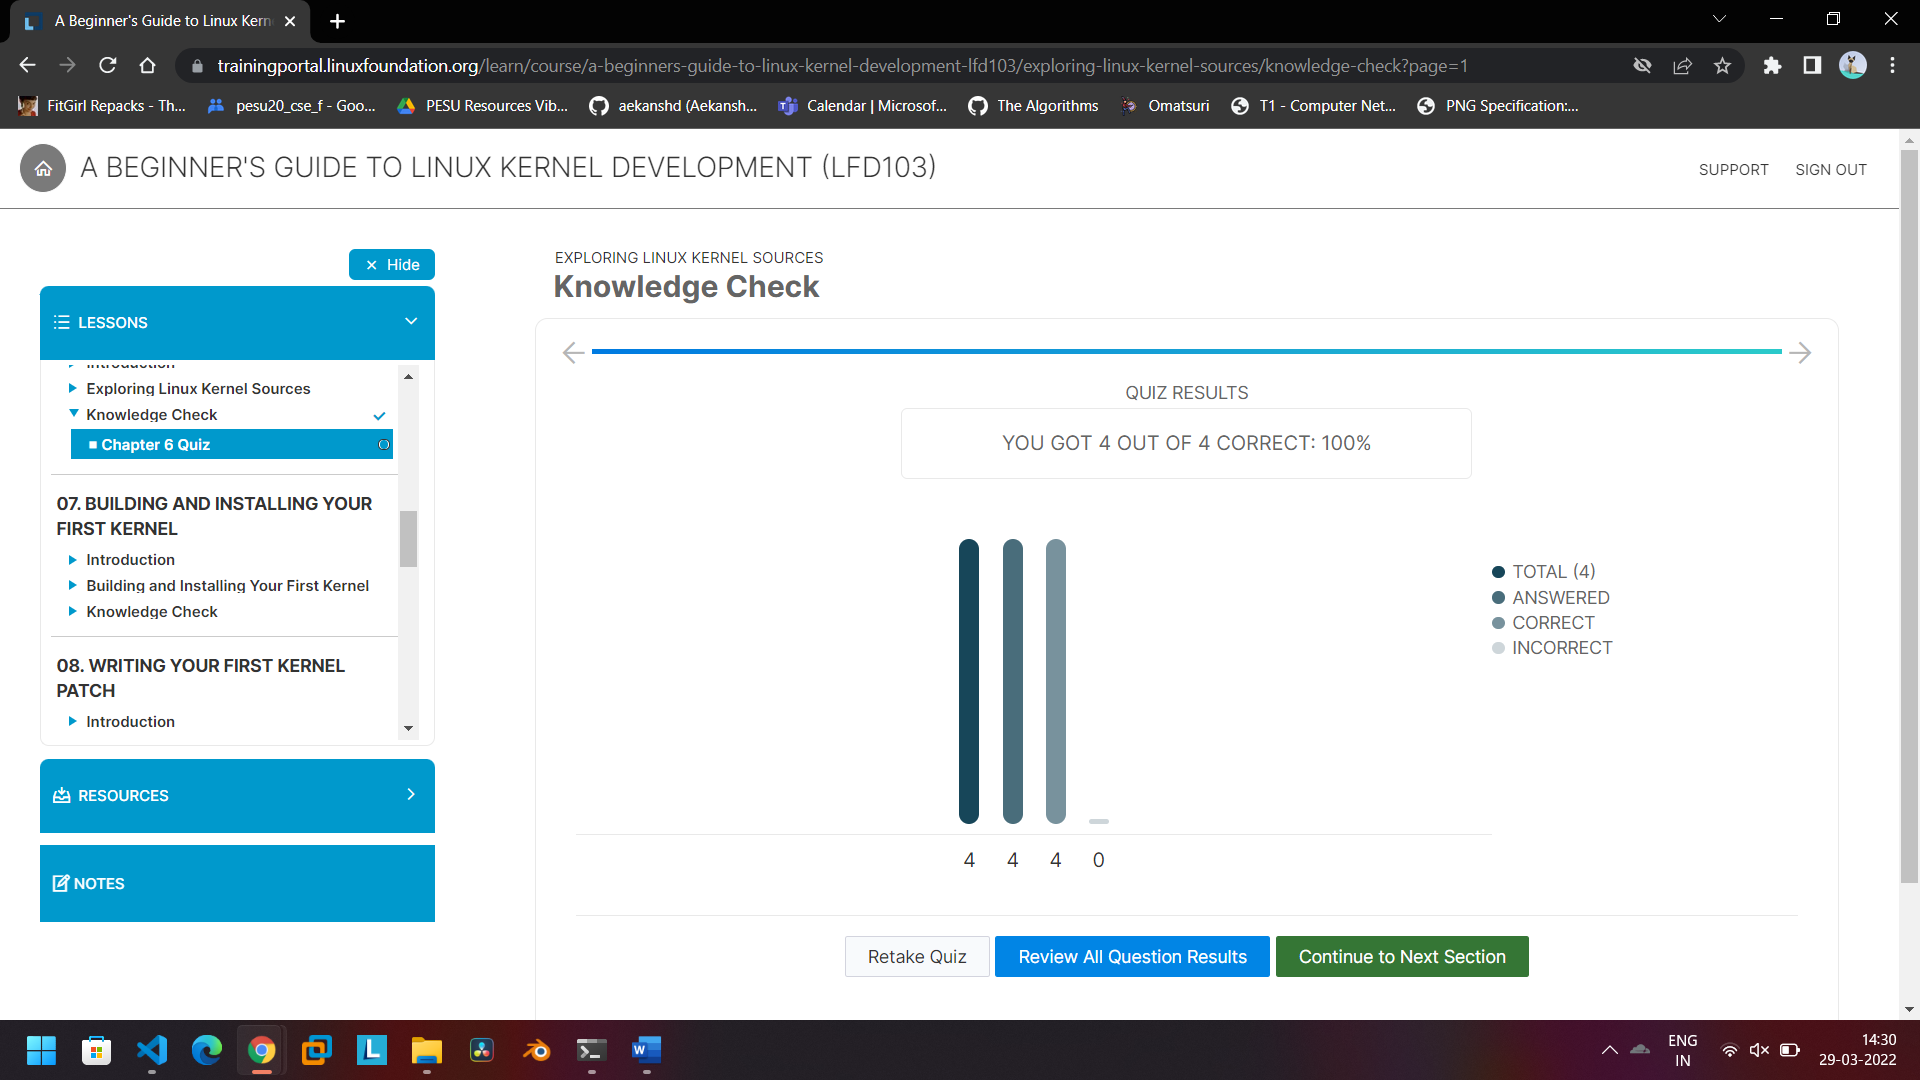 A Beginner's Guide to Linux Kern
trainingportal.linuxfoundation.org/learn/course/a-beginners-guide-to-linux-kernel-development-lfd103/exploring-linux-kernel-sources/knowledge-check?page=1
FitGirl Repacks - Th... pesu20_cse_f - Goo... PESU Resources Vib... aekanshd (Aekansh... Calendar | Microsof... The Algorithms Omatsuri T1 - Computer Net... PNG Specification:...
A BEGINNER'S GUIDE TO LINUX KERNEL DEVELOPMENT (LFD103)
SUPPORT SIGN OUT
Hide
LESSONS
Introduction
Exploring Linux Kernel Sources
Knowledge Check
Chapter 6 Quiz
07. BUILDING AND INSTALLING YOUR
FIRST KERNEL
Introduction
Building and Installing Your First Kernel
Knowledge Check
08. WRITING YOUR FIRST KERNEL
PATCH
Introduction
RESOURCES
NOTES
EXPLORING LINUX KERNEL SOURCES
Knowledge Check
QUIZ RESULTS
YOU GOT 4 OUT OF 4 CORRECT: 100%
TOTAL (4)
ANSWERED
CORRECT
INCORRECT
4 4 4 0
Retake Quiz Review All Question Results Continue to Next Section
ENG
IN
14:30
29-03-2022